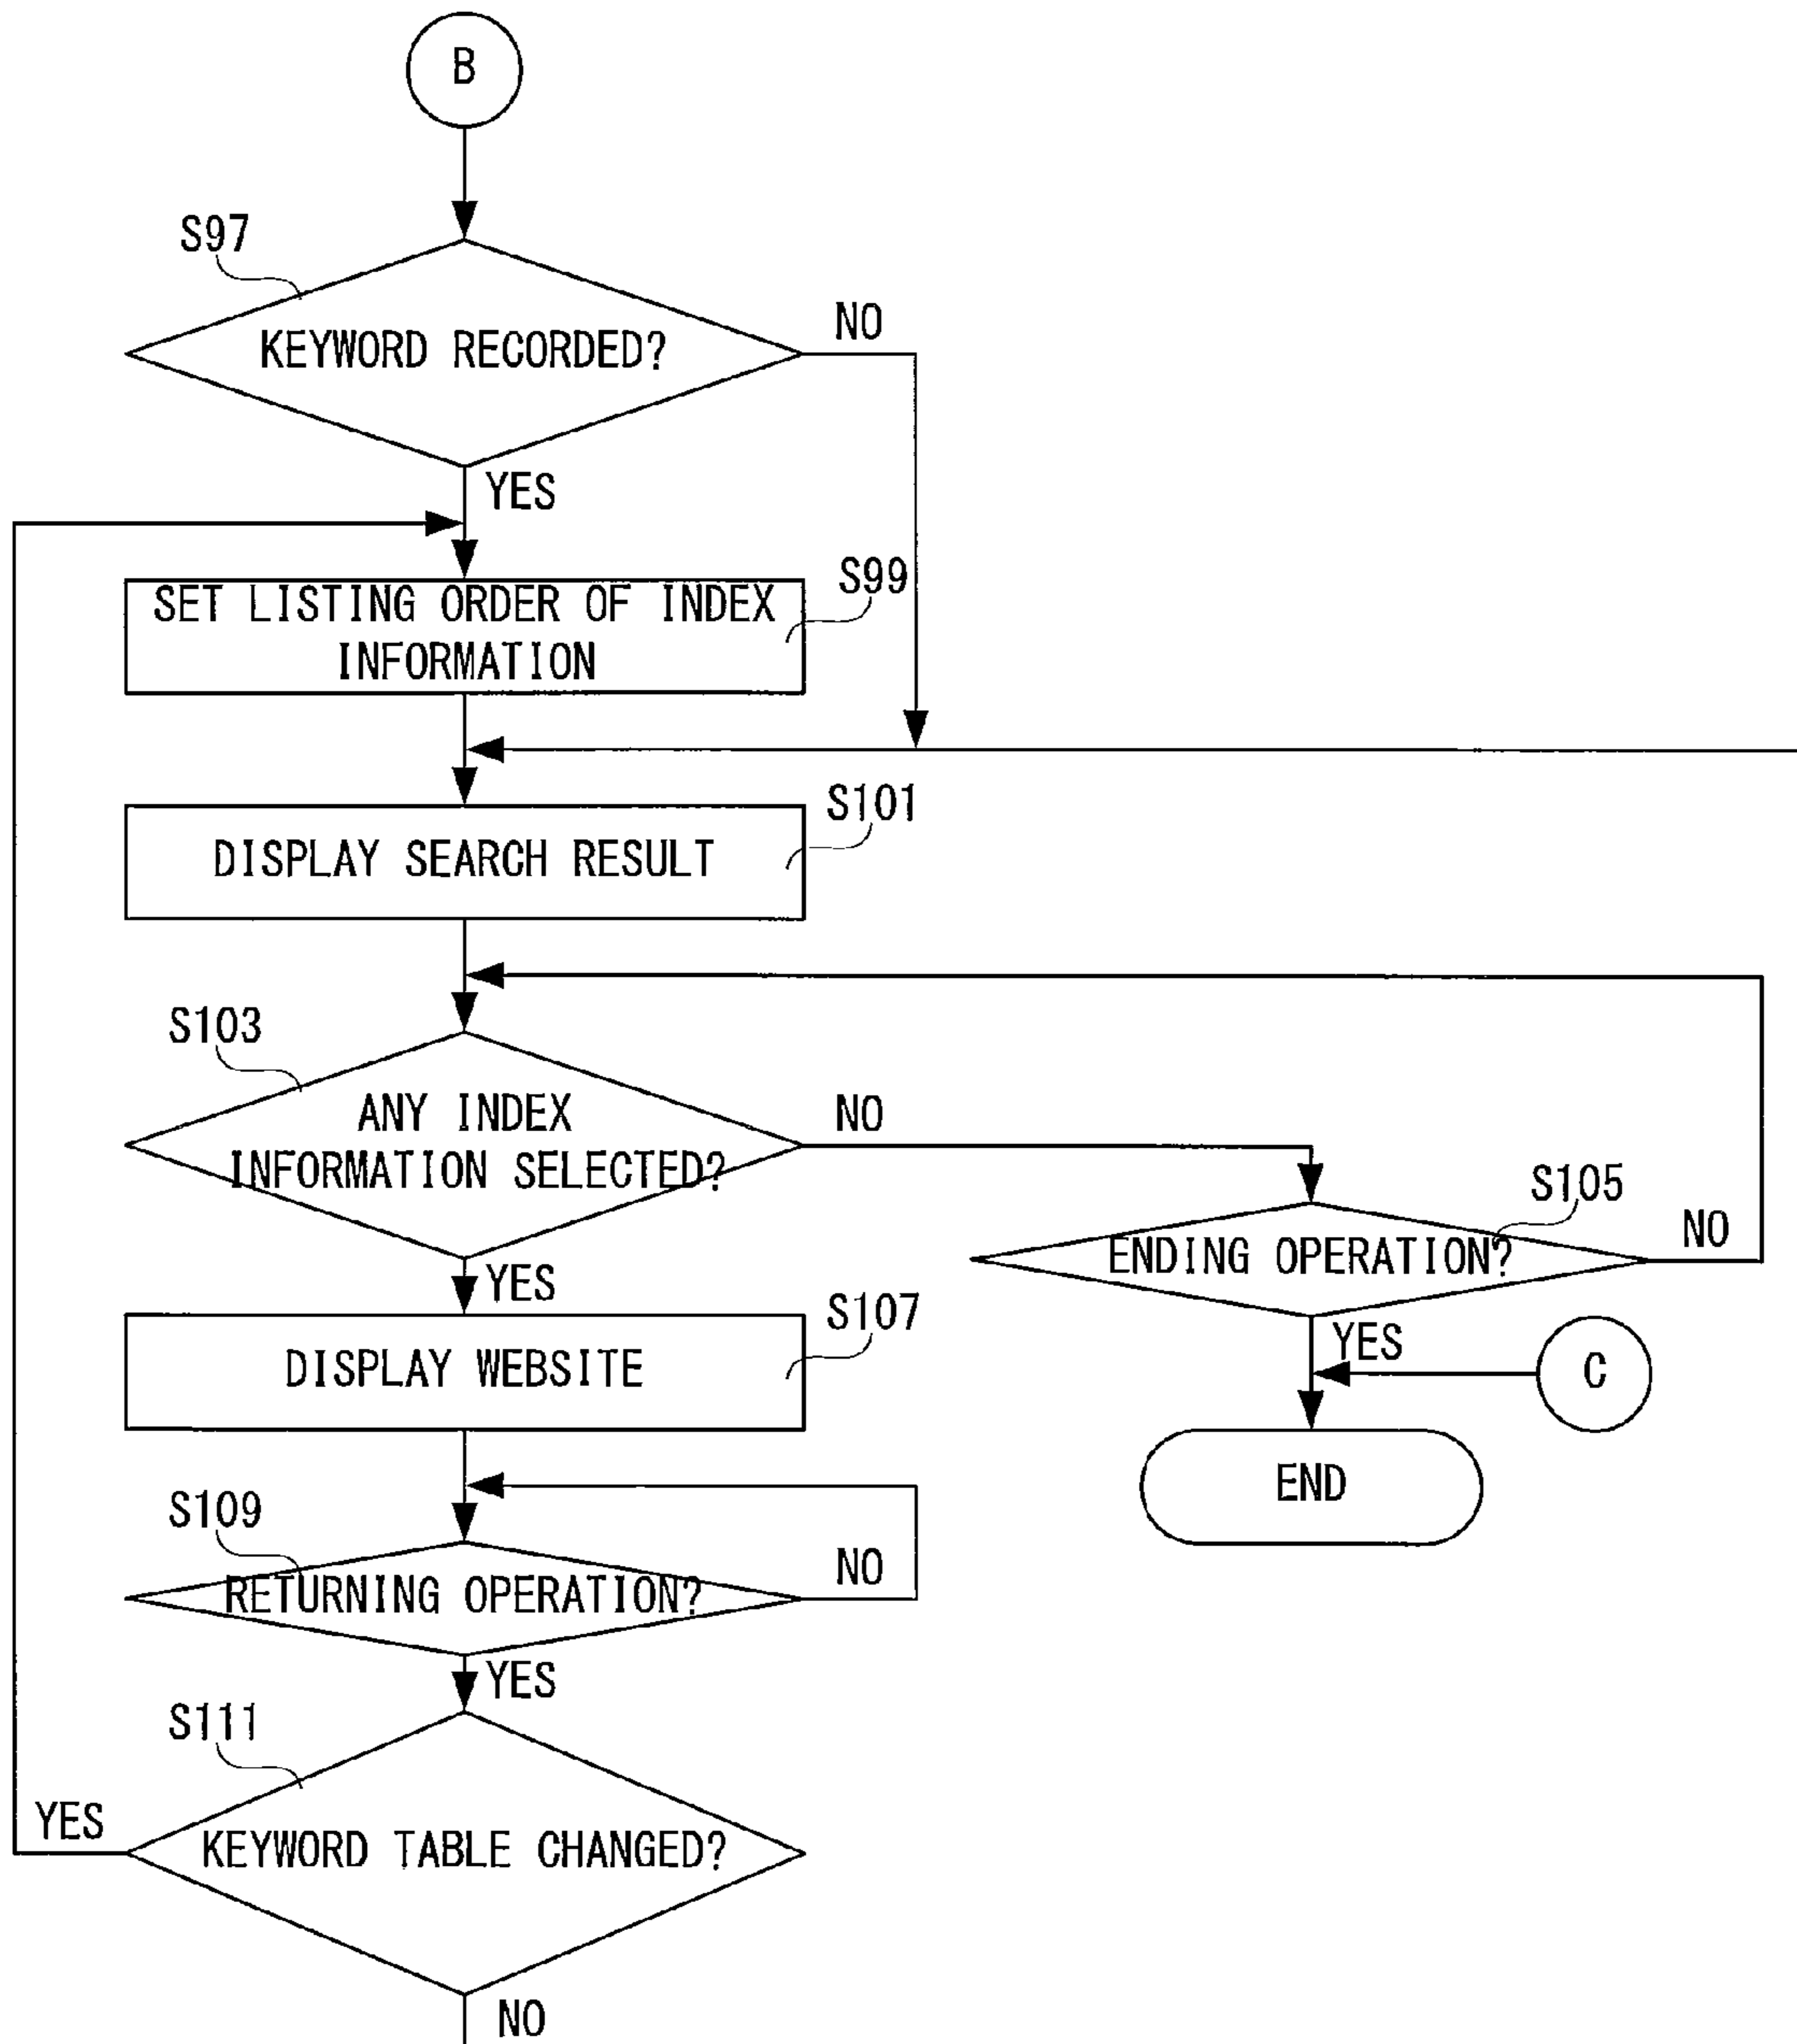 B
S97
KEYWORD RECORDED?
NO
YES
S99
SET LISTING ORDER OF INDEX
INFORMATION
S101
DISPLAY SEARCH RESULT
S103
ANY INDEX
INFORMATION SELECTED?
NO
S105
ENDING OPERATION?
NO
YES
YES
C
END
S107
DISPLAY WEBSITE
S109
RETURNING OPERATION?
NO
YES
S111
KEYWORD TABLE CHANGED?
YES
NO